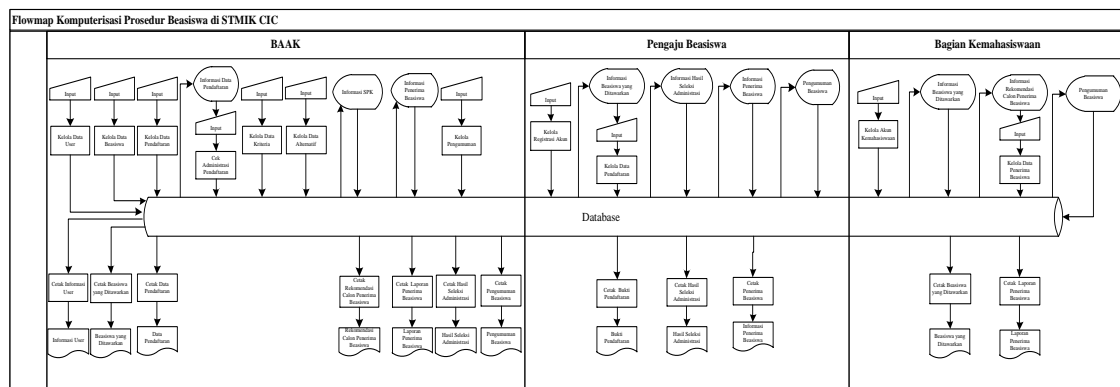 Flowmap Komputerisasi Prosedur Beasiswa di STMIK CIC
BAAK
Pengaju Beasiswa
Bagian Kemahasiswaan
Input
Input
Input
Informasi Data
Pendaftaran
Input
Input
Informasi SPK
Informasi
Penerima
Beasiswa
Input
Kelola Data
User
Kelola Data
Beasiswa
Kelola Data
Pendaftaran
Input
Cek
Administrasi
Pendaftaran
Kelola Data
Kriteria
Kelola Data
Alternatif
Kelola
Pengumuman
Input
Informasi
Beasiswa yang
Ditawarkan
Informasi Hasil
Seleksi
Administrasi
Informasi
Penerima
Beasiswa
Pengumuman
Beasiswa
Kelola
Registrasi Akun
Input
Kelola Data
Pendaftaran
Input
Informasi
Beasiswa yang
Ditawarkan
Informasi
Rekomendasi
Calon Penerima
Beasiswa
Pengumuman
Beasiswa
Kelola Akun
Kemahasiswaan
Input
Kelola Data
Penerima
Beasiswa
Database
Cetak Informasi
User
Cetak Beasiswa
yang Ditawarkan
Cetak Data
Pendaftaran
Cetak
Rekomendasi
Calon Penerima
Beasiswa
Cetak Laporan
Penerima
Beasiswa
Cetak Hasil
Seleksi
Administrasi
Cetak
Pengumuman
Beasiswa
Cetak Bukti
Pendaftaran
Cetak Hasil
Seleksi
Administrasi
Cetak
Penerima
Beasiswa
Cetak Beasiswa
yang Ditawarkan
Cetak Laporan
Penerima
Beasiswa
Informasi User
Beasiswa yang
Ditawarkan
Data
Pendaftaran
Rekomendasi
Calon Penerima
Beasiswa
Laporan
Penerima
Beasiswa
Hasil Seleksi
Administrasi
Pengumuman
Beasiswa
Bukti
Pendaftaran
Hasil Seleksi
Administrasi
Informasi
Penerima
Beasiswa
Beasiswa yang
Ditawarkan
Laporan
Penerima
Beasiswa